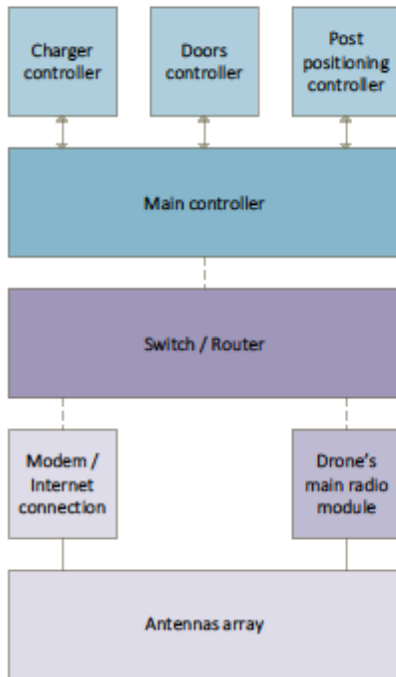 Charger
controller
Doors
controller
Post
positioning
controller
Main controller
Switch / Router
Modem /
Internet
connection
Drone's
main radio
module
Antennas array